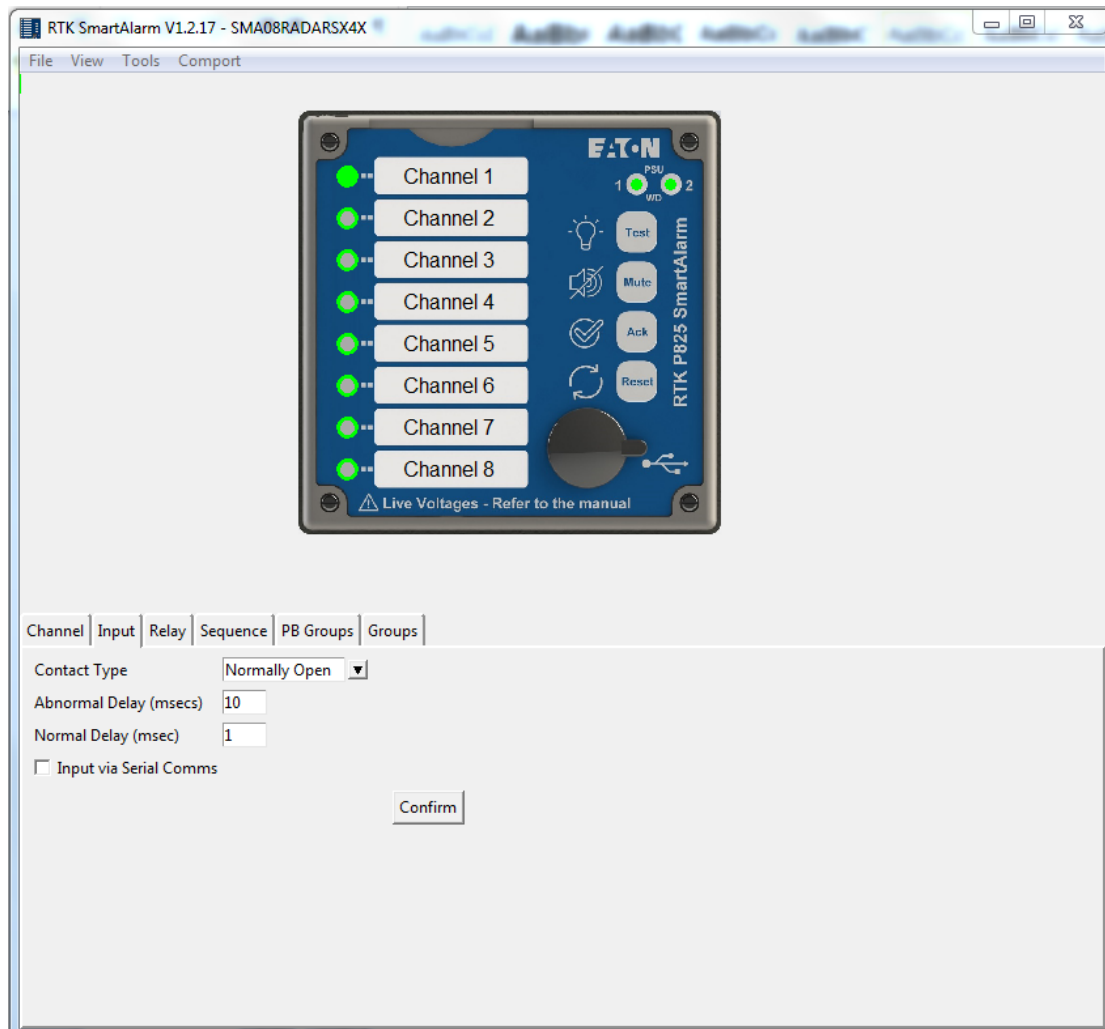 RTK SmartAlarm V1.2.17 - SMA08RADARSX4X
File View Tools Comport
EATON
PSU
1 2
WD
Channel 1
Channel 2
Channel 3
Channel 4
Channel 5
Channel 6
Channel 7
Channel 8
Test
Mute
Ack
Reset
RTK P825 SmartAlarm
Live Voltages - Refer to the manual
Channel Input Relay Sequence PB Groups Groups
Contact Type Normally Open
Abnormal Delay (msecs) 10
Normal Delay (msec) 1
Input via Serial Comms
Confirm